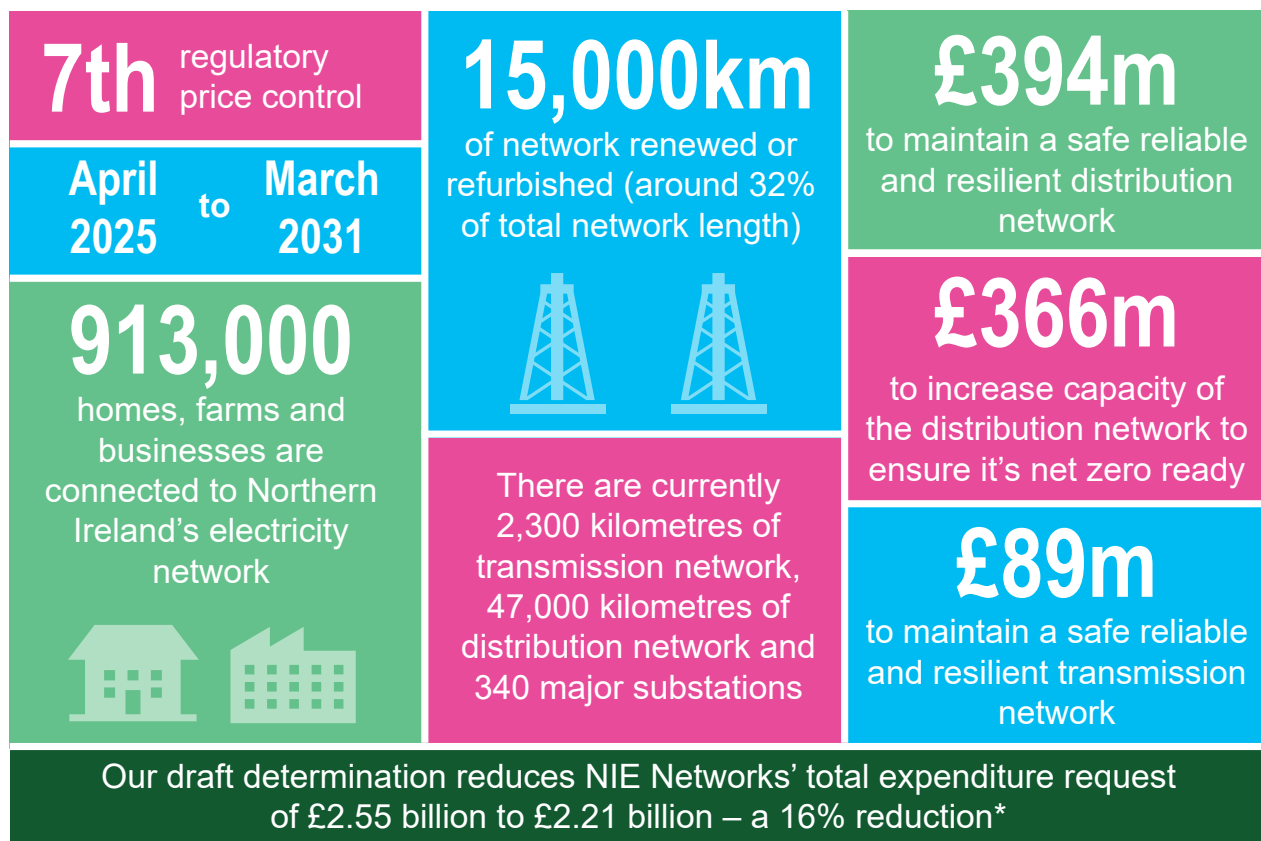 7th
regulatory
price control
April
2025
to
March
2031
913,000
homes, farms and
businesses are
connected to Northern
Ireland’s electricity
network
15,000km
of network renewed or
refurbished (around 32%
of total network length)
There are currently
2,300 kilometres of
transmission network,
47,000 kilometres of
distribution network and
340 major substations
£394m
to maintain a safe reliable
and resilient distribution
network
£366m
to increase capacity of
the distribution network to
ensure it’s net zero ready
£89m
to maintain a safe reliable
and resilient transmission
network
Our draft determination reduces NIE Networks’ total expenditure request
of £2.55 billion to £2.21 billion – a 16% reduction*